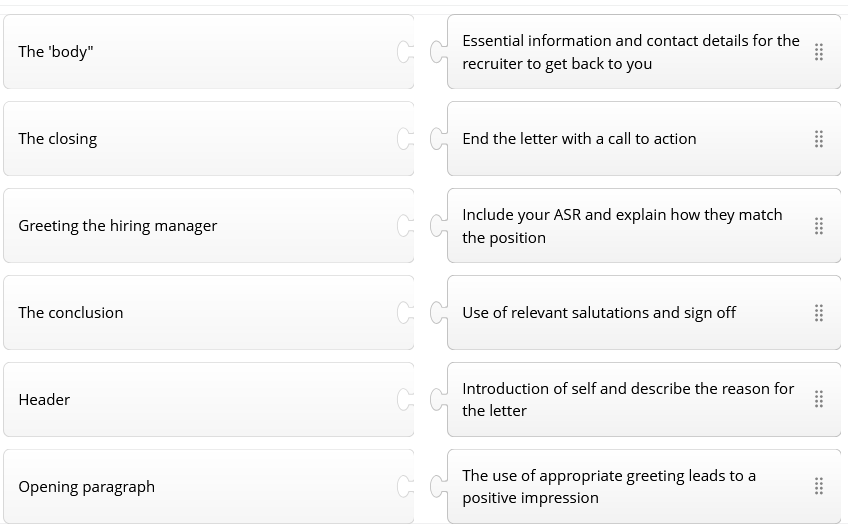 The 'body"
Essential information and contact details for the
recruiter to get back to you
The closing
End the letter with a call to action
Greeting the hiring manager
Include your ASR and explain how they match
the position
The conclusion
Use of relevant salutations and sign off
Header
Introduction of self and describe the reason for
the letter
Opening paragraph
The use of appropriate greeting leads to a
positive impression